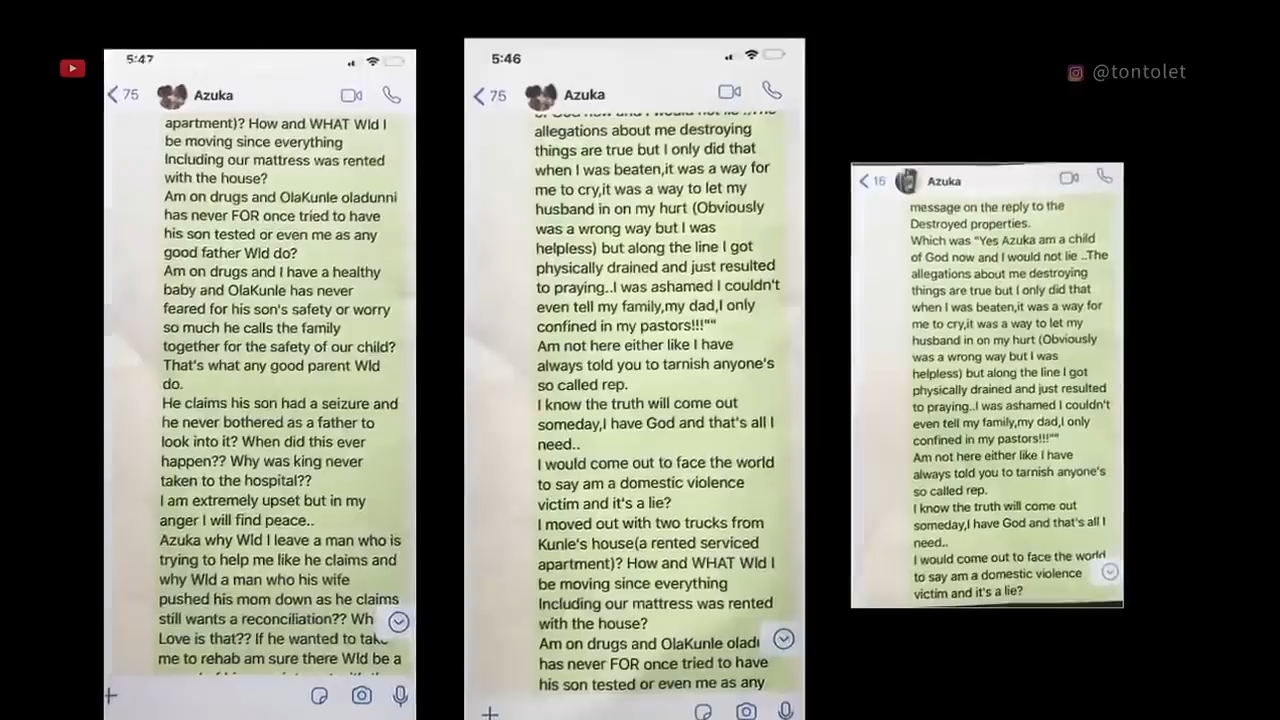 5:47
75
Azuka
apartment)? How and WHAT Wld I
be moving since everything
Including our mattress was rented
with the house?
Am on drugs and OlaKunle oladunni
has never FOR once tried to have
his son tested or even me as any
good father Wld do?
Am on drugs and I have a healthy
baby and OlaKunle has never
feared for his son's safety or worry
so much he calls the family
together for the safety of our child?
That's what any good parent Wld
do.
He claims his son had a seizure and
he never bothered as a father to
look into it? When did this ever
happen?? Why was king never
taken to the hospital??
I am extremely upset but in my
anger I will find peace..
Azuka why Wld I leave a man who is
trying to help me like he claims and
why Wld a man who his wife
pushed his mom down as he claims
still wants a reconciliation?? Wh
Love is that?? If he wanted to take
me to rehab am sure there Wld be a
5:46
75
Azuka
of God now and I would not lie ..The
allegations about me destroying
things are true but I only did that
when I was beaten,it was a way for
me to cry,it was a way to let my
husband in on my hurt (Obviously
was a wrong way but I was
helpless) but along the line I got
physically drained and just resulted
to praying..I was ashamed I couldn't
even tell my family,my dad,I only
confined in my pastors!!!""
Am not here either like I have
always told you to tarnish anyone's
so called rep.
I know the truth will come out
someday,I have God and that's all I
need..
I would come out to face the world
to say am a domestic violence
victim and it's a lie?
I moved out with two trucks from
Kunle's house(a rented serviced
apartment)? How and WHAT Wld I
be moving since everything
Including our mattress was rented
with the house?
Am on drugs and OlaKunle oladu
has never FOR once tried to have
his son tested or even me as any
@tontolet
16
Azuka
message on the reply to the
Destroyed properties.
Which was "Yes Azuka am a child
of God now and I would not lie ..The
allegations about me destroying
things are true but I only did that
when I was beaten,it was a way for
me to cry,it was a way to let my
husband in on my hurt (Obviously
was a wrong way but I was
helpless) but along the line I got
physically drained and just resulted
to praying..I was ashamed I couldn't
even tell my family,my dad,I only
confined in my pastors!!!""
Am not here either like I have
always told you to tarnish anyone's
so called rep.
I know the truth will come out
someday,I have God and that's all I
need..
I would come out to face the world
to say am a domestic violence
victim and it's a lie?